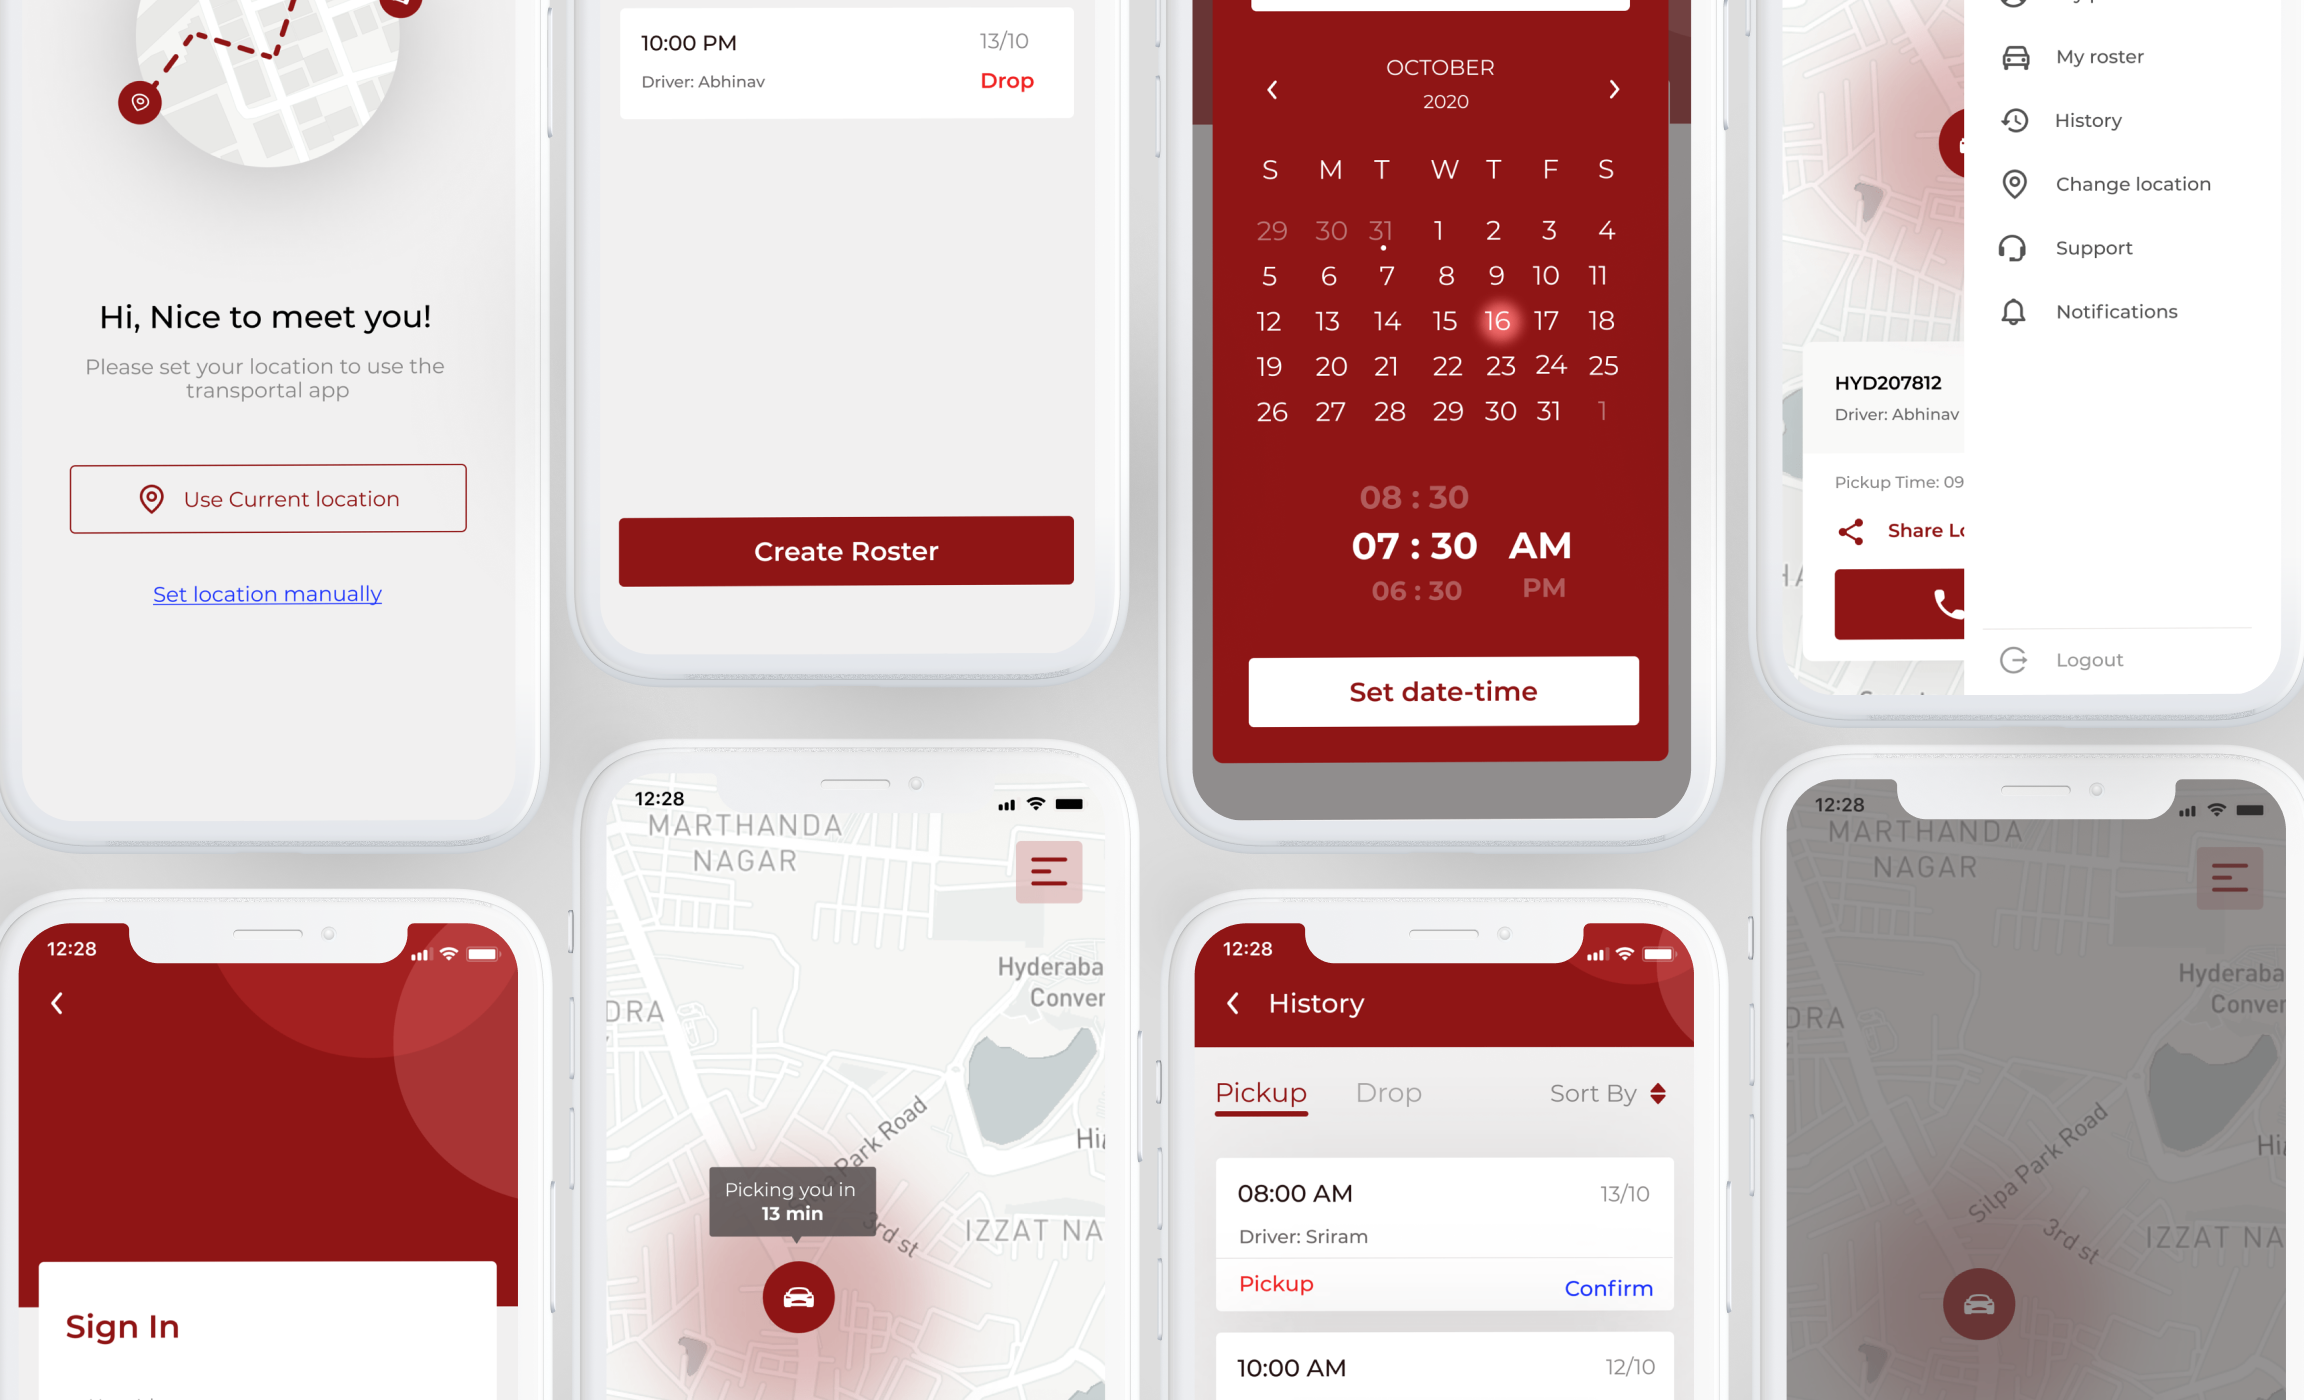 Hi, Nice to meet you!
Please set your location to use the
transportal app
Use Current location
Set location manually
10:00 PM
13/10
Driver: Abhinav
Drop
Create Roster
OCTOBER
2020
S M T W T F S
29 30 31 1 2 3 4
5 6 7 8 9 10 11
12 13 14 15 16 17 18
19 20 21 22 23 24 25
26 27 28 29 30 31 1
08 : 30
07 : 30 AM
06 : 30 PM
Set date-time
My roster
History
Change location
Support
Notifications
Logout
HYD207812
Driver: Abhinav
Pickup Time: 09
Share Lo
12:28
Sign In
12:28
MARTHANDA
NAGAR
Hyderaba
Conver
DRA
Park Road
Hi
Picking you in
13 min
3rd st
IZZAT NA
12:28
History
Pickup
Drop
Sort By
08:00 AM
13/10
Driver: Sriram
Pickup
Confirm
10:00 AM
12/10
12:28
MARTHANDA
NAGAR
Hyderaba
Conver
DRA
Silpa Park Road
Hi
3rd st
IZZAT NA